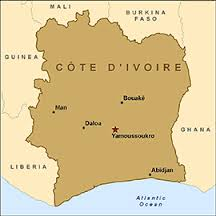 MALI
BURKINA
FASO
GUINEA
CÔTE D'IVOIRE
Bouaké
Man
Daloa
Yamoussoukro
GHANA
LIBERIA
Abidjan
Atlantic
Ocean